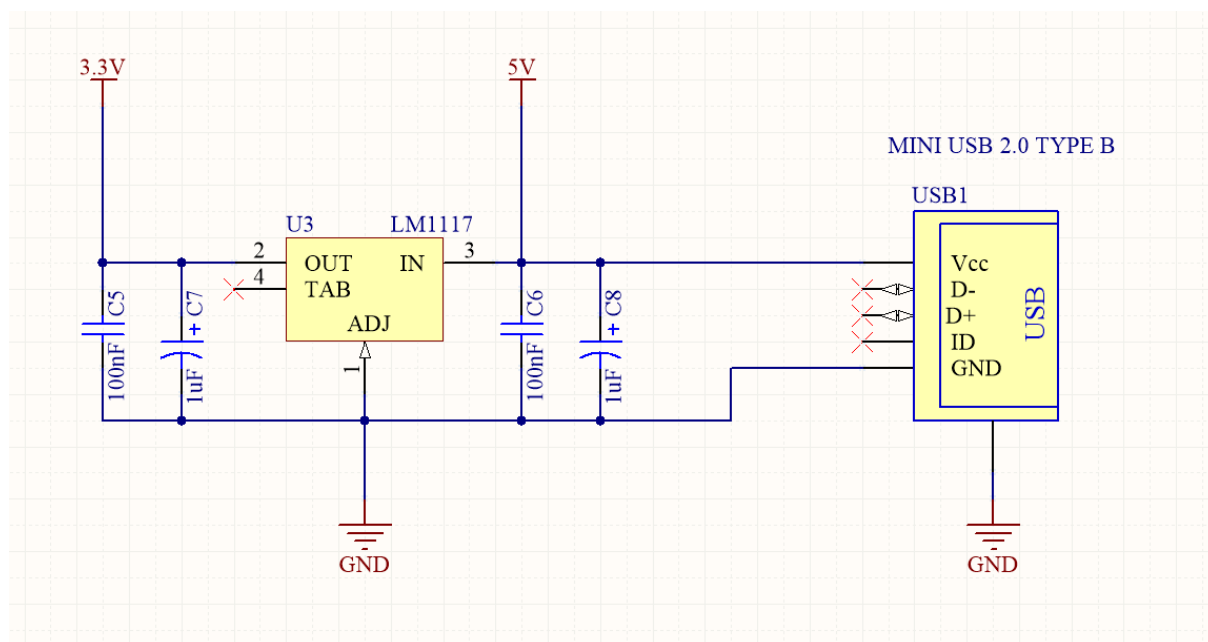 3.3V
5V
MINI USB 2.0 TYPE B
USB1
U3
LM1117
2
OUT
IN
3
4
TAB
ADJ
1
C5
100nF
+
C7
1uF
C6
100nF
+
C8
1uF
Vcc
D-
D+
ID
GND
USB
GND
GND